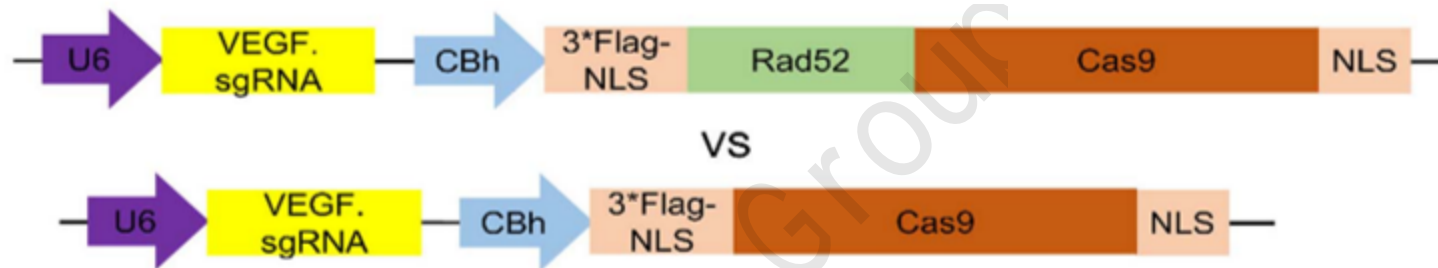 U6 VEGF. sgRNA CBh 3*Flag-NLS Rad52 Cas9 NLS
vs
U6 VEGF. sgRNA CBh 3*Flag-NLS Cas9 NLS
Group